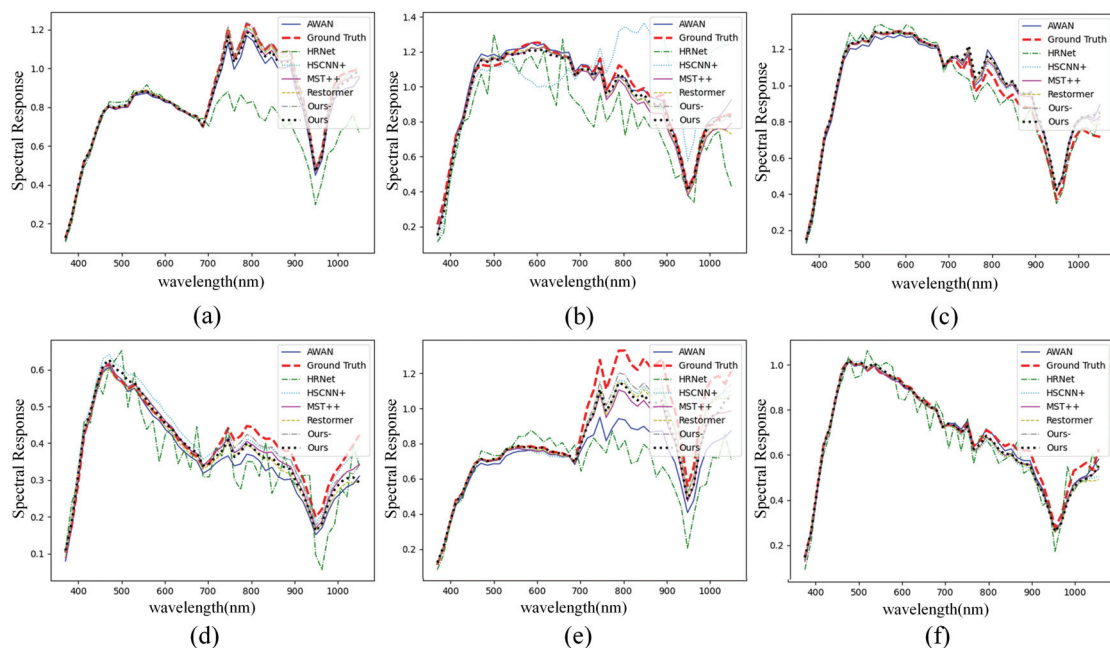 AWAN
Ground Truth
HRNet
HSCNN+
MST++
Restormer
Ours-
Ours
Spectral Response
1.2
1.0
0.8
0.6
0.4
0.2
400 500 600 700 800 900 1000
wavelength(nm)
(a)
AWAN
Ground Truth
HRNet
HSCNN+
MST++
Restormer
Ours-
Ours
Spectral Response
1.4
1.2
1.0
0.8
0.6
0.4
0.2
400 500 600 700 800 900 1000
wavelength(nm)
(b)
AWAN
Ground Truth
HRNet
HSCNN+
MST++
Restormer
Ours-
Ours
Spectral Response
1.2
1.0
0.8
0.6
0.4
0.2
400 500 600 700 800 900 1000
wavelength(nm)
(c)
AWAN
Ground Truth
HRNet
HSCNN+
MST++
Restormer
Ours-
Ours
Spectral Response
0.6
0.5
0.4
0.3
0.2
0.1
400 500 600 700 800 900 1000
wavelength(nm)
(d)
AWAN
Ground Truth
HRNet
HSCNN+
MST++
Restormer
Ours-
Ours
Spectral Response
1.2
1.0
0.8
0.6
0.4
0.2
400 500 600 700 800 900 1000
wavelength(nm)
(e)
AWAN
Ground Truth
HRNet
HSCNN+
MST++
Restormer
Ours-
Ours
Spectral Response
1.0
0.8
0.6
0.4
0.2
400 500 600 700 800 900 1000
wavelength(nm)
(f)